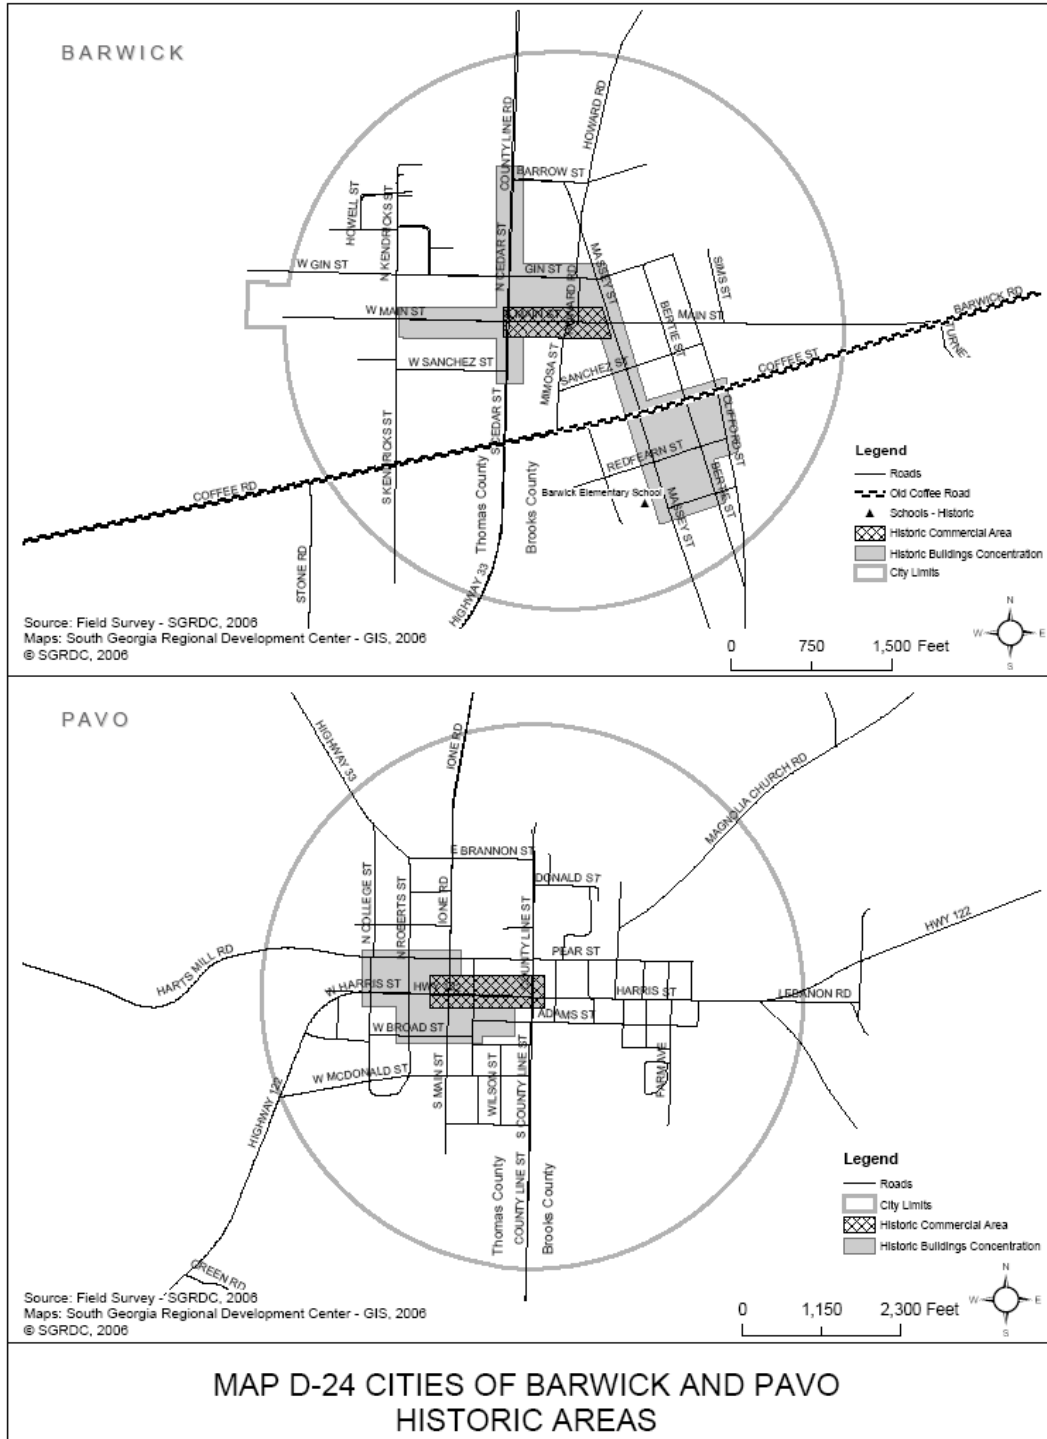 BARWICK
COUNTY LINE RD
HOWARD RD
BARROW ST
HOWELL ST
N KENDRICKS ST
N CEDAR ST
W GIN ST
GIN ST
MASSEY ST
SIMS ST
BARWICK RD
W MAIN ST
MAIN ST
HOWARD RD
BERTIE ST
MAIN ST
W SANCHEZ ST
MIMOSA ST
SANCHEZ ST
COFFEE ST
S CEDAR ST
CLIFFORD ST
S KENDRICKS ST
REDFEARN ST
COFFEE RD
Barwick Elementary School
BERTIE ST
MASSEY ST
Thomas County
Brooks County
STONE RD
HIGHWAY 33
Legend
Roads
Old Coffee Road
Schools - Historic
Historic Commercial Area
Historic Buildings Concentration
City Limits
Source: Field Survey - SGRDC, 2006
Maps: South Georgia Regional Development Center - GIS, 2006
© SGRDC, 2006
N
W E
S
0 750 1,500 Feet
PAVO
HIGHWAY 33
IONE RD
MAGNOLIA CHURCH RD
E BRANNON ST
DONALD ST
N COLLEGE ST
N ROBERTS ST
IONE RD
COUNTY LINE ST
HWY 122
PEAR ST
HARTS MILL RD
W HARRIS ST
HARRIS ST
LEBANON RD
ADAMS ST
W BROAD ST
W MCDONALD ST
S MAIN ST
WILSON ST
S COUNTY LINE ST
FARM AVE
HIGHWAY 122
Thomas County
COUNTY LINE ST
Brooks County
GREEN RD
Legend
Roads
City Limits
Historic Commercial Area
Historic Buildings Concentration
Source: Field Survey - SGRDC, 2006
Maps: South Georgia Regional Development Center - GIS, 2006
© SGRDC, 2006
N
W E
S
0 1,150 2,300 Feet
MAP D-24 CITIES OF BARWICK AND PAVO
HISTORIC AREAS